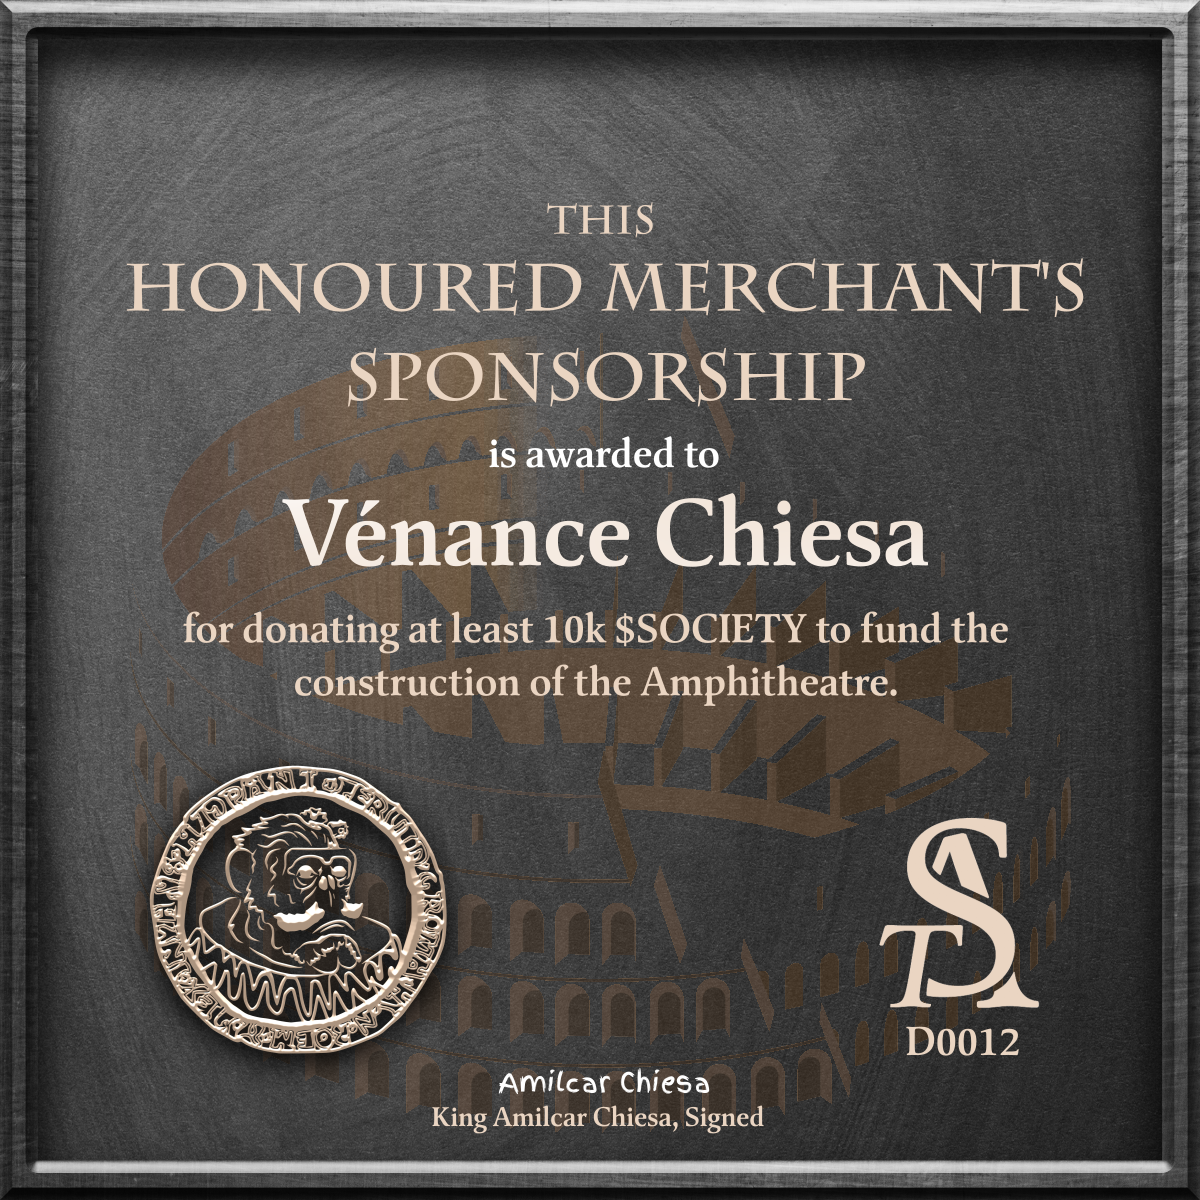 THIS
HONOURED MERCHANT'S
SPONSORSHIP
is awarded to
Vénance Chiesa
for donating at least 10k $SOCIETY to fund the
construction of the Amphitheatre.
D0012
Amilcar Chiesa
King Amilcar Chiesa, Signed